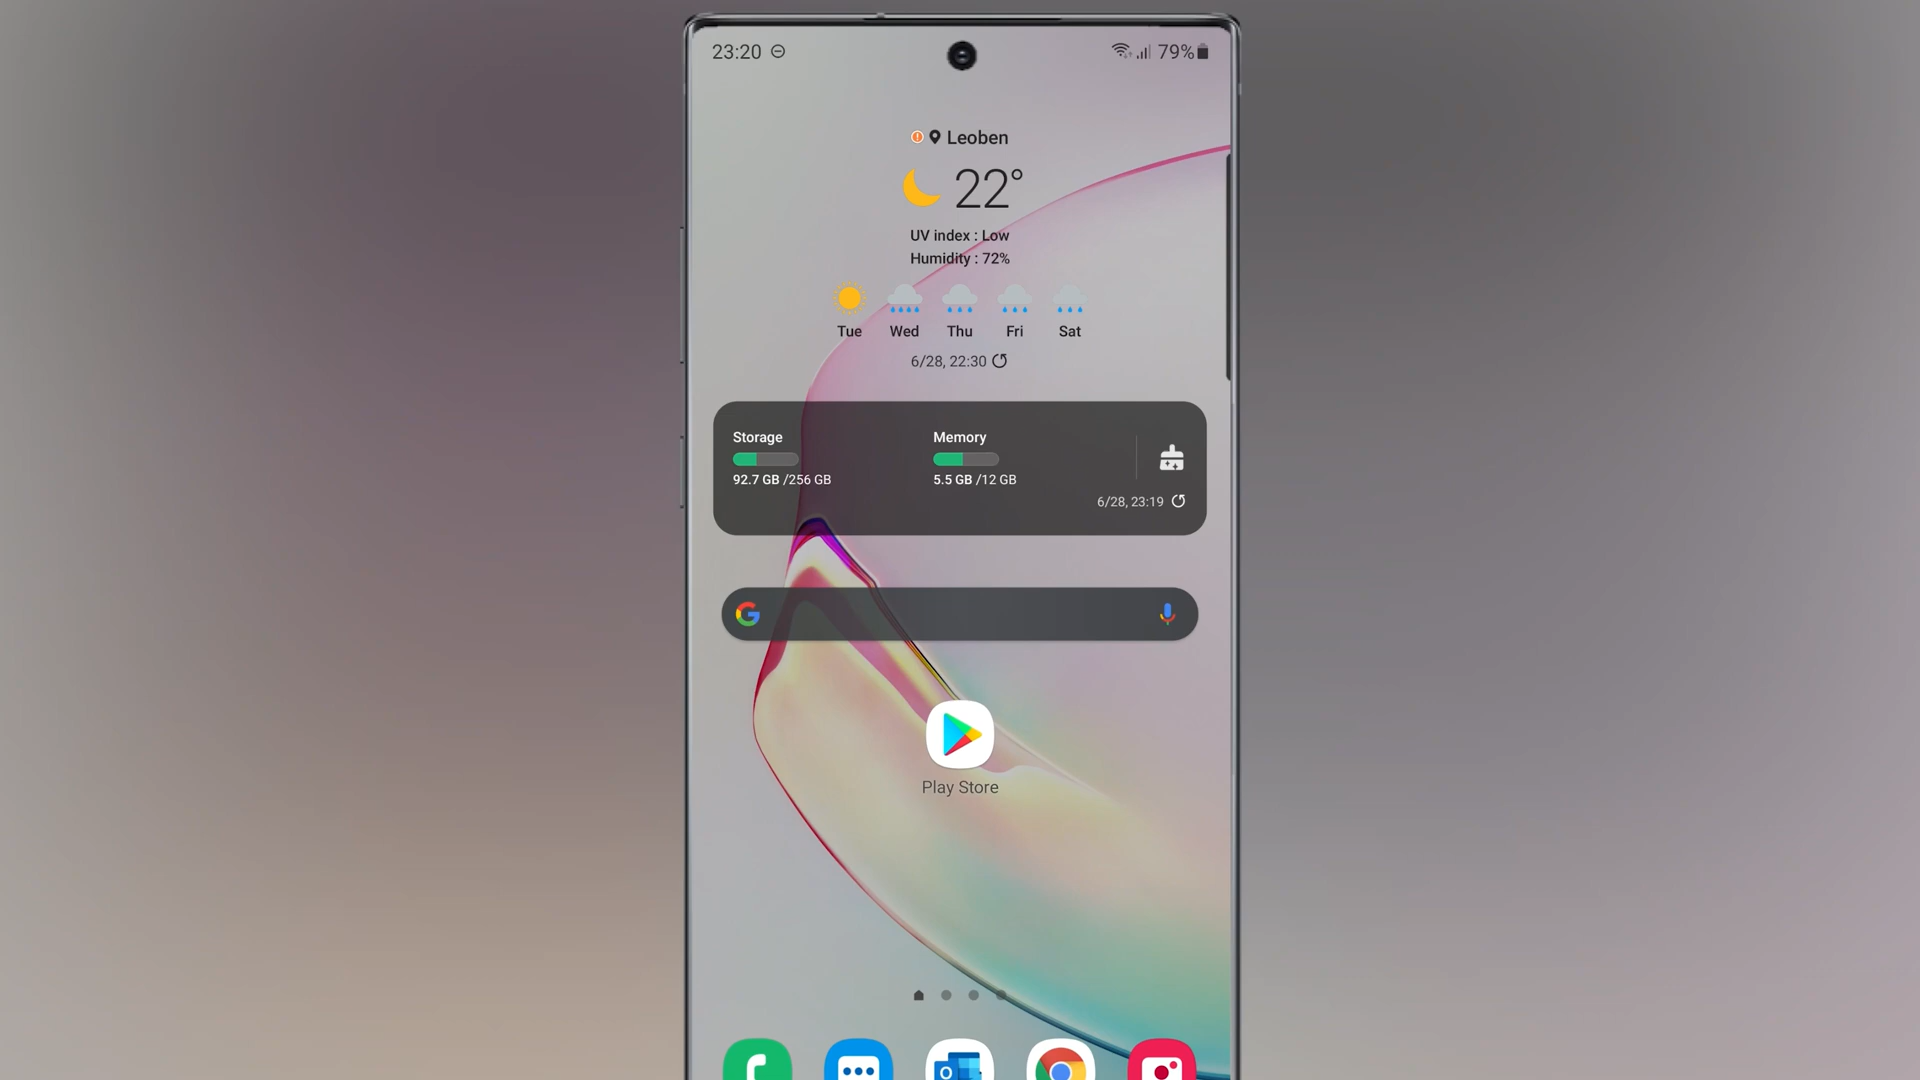 23:20
79%
Leoben
22°
UV index : Low
Humidity : 72%
Tue Wed Thu Fri Sat
6/28, 22:30
Storage Memory
92.7 GB /256 GB 5.5 GB /12 GB
6/28, 23:19
Play Store